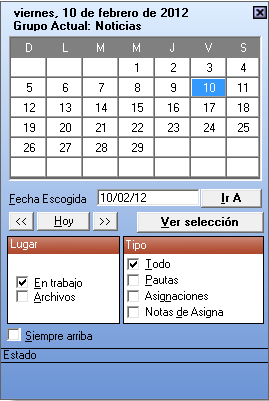 viernes, 10 de febrero de 2012
Grupo Actual: Noticias
D L M M J V S
1 2 3 4
5 6 7 8 9 10 11
12 13 14 15 16 17 18
19 20 21 22 23 24 25
26 27 28 29
Fecha Escogida 10/02/12 Ir A
<< Hoy >> Ver selección
Lugar Tipo
Todo
En trabajo Pautas
Archivos Asignaciones
Notas de Asigna
Siempre arriba
Estado